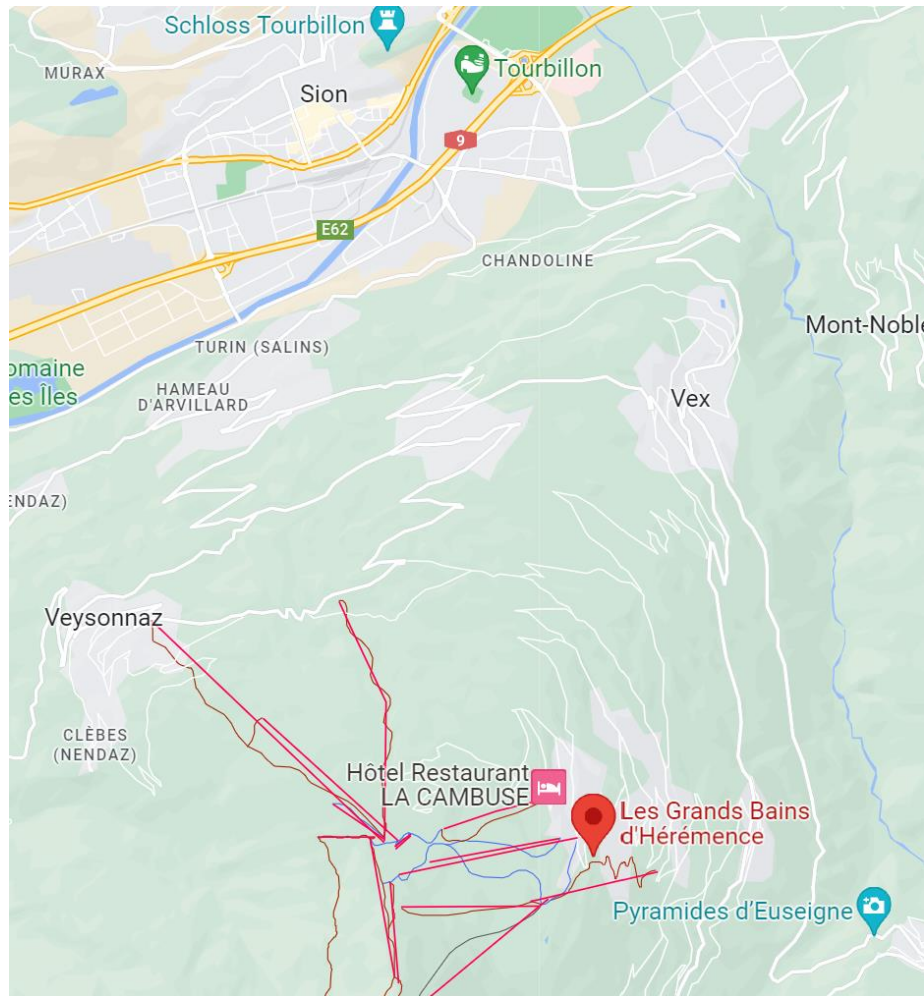 Schloss Tourbillon
MURAX
Tourbillon
Sion
9
E62
CHANDOLINE
Mont-Noble
TURIN (SALINS)
omaine
es Îles
HAMEAU
D'ARVILLARD
Vex
ENDAZ)
Veysonnaz
CLÈBES
(NENDAZ)
Hôtel Restaurant
LA CAMBUSE
Les Grands Bains
d'Hérémence
Pyramides d'Euseigne